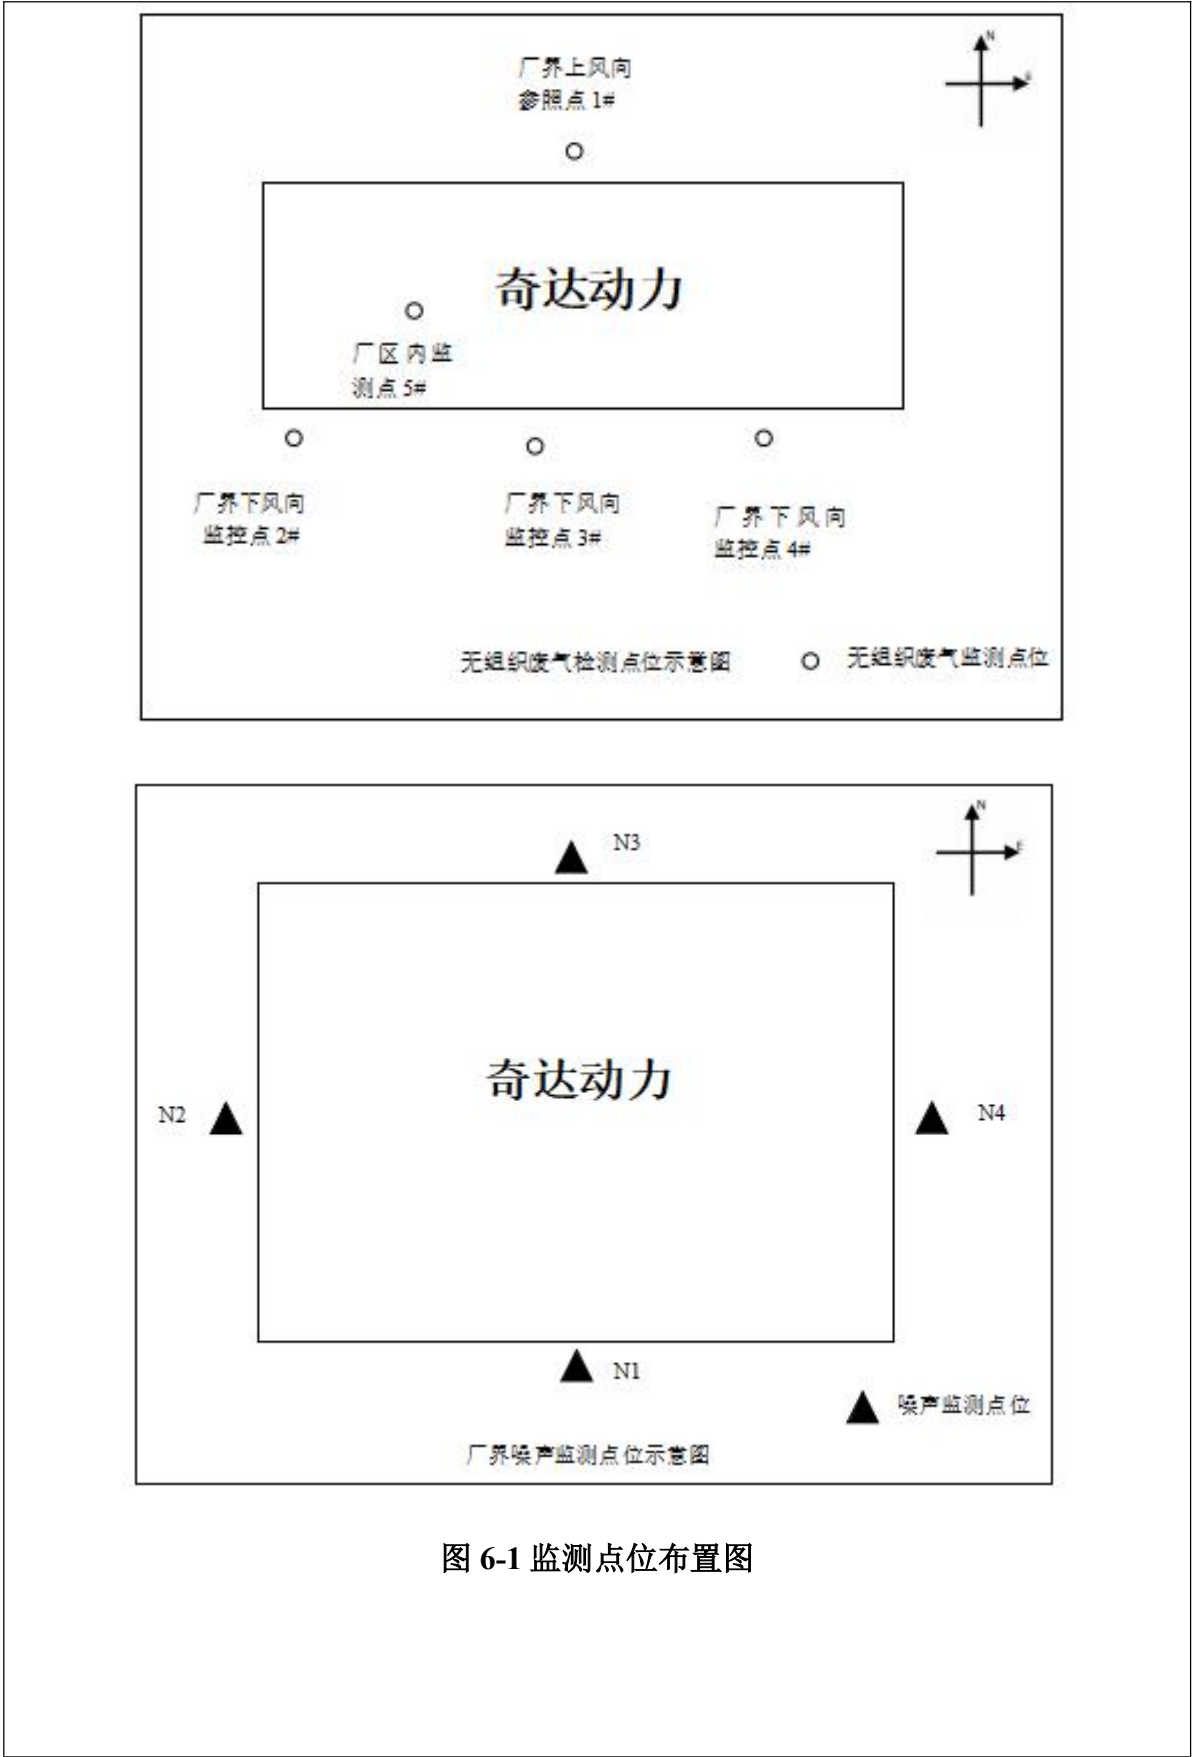 N
厂界上风向
参照点 1#
奇达动力
厂区内监
测点 5#
厂界下风向
监控点 2#
厂界下风向
监控点 3#
厂界下风向
监控点 4#
无组织废气检测点位示意图
无组织废气监测点位
N
E
N3
奇达动力
N2
N4
N1
噪声监测点位
厂界噪声监测点位示意图
图 6-1 监测点位布置图